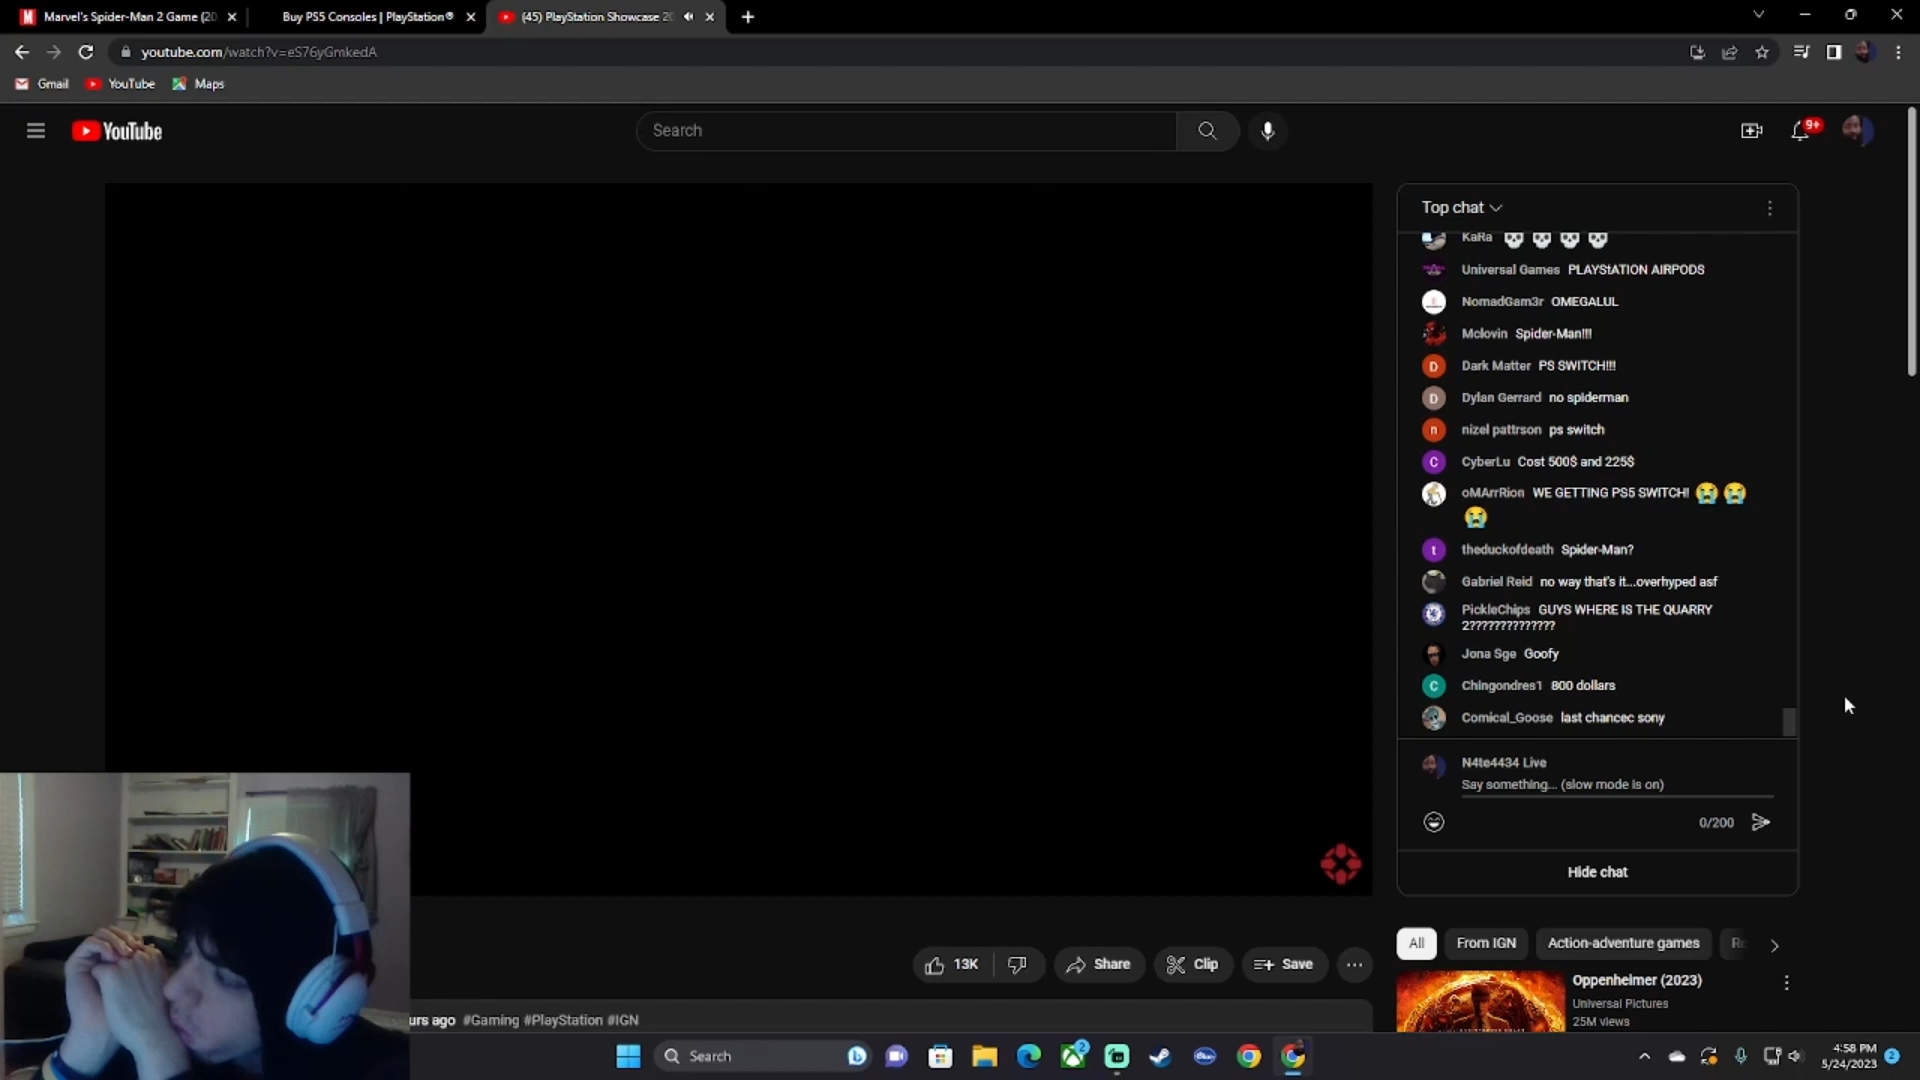 Marvel's Spider-Man 2 Game (20
Buy PS5 Consoles | PlayStation®
(45) PlayStation Showcase 20
youtube.com/watch?v=eS76yGmkedA
Gmail
YouTube
Maps
YouTube
Search
9+
Top chat
KaRa 💀 💀 💀 💀
Universal Games PLAYStATION AIRPODS
NomadGam3r OMEGALUL
Mclovin Spider-Man!!!
D Dark Matter PS SWITCH!!!
D Dylan Gerrard no spiderman
n nizel pattrson ps switch
C CyberLu Cost 500$ and 225$
oMArrRion WE GETTING PS5 SWITCH! 😭 😭
😭
t theduckofdeath Spider-Man?
Gabriel Reid no way that's it...overhyped asf
PickleChips GUYS WHERE IS THE QUARRY
2??????????????
Jona Sge Goofy
C Chingondres1 800 dollars
Comical_Goose last chancec sony
N4te4434 Live
Say something... (slow mode is on)
0/200
Hide chat
13K
Share
Clip
Save
All
From IGN
Action-adventure games
Oppenheimer (2023)
Universal Pictures
25M views
urs ago #Gaming #PlayStation #IGN
Search
2
4:58 PM
5/24/2023
2